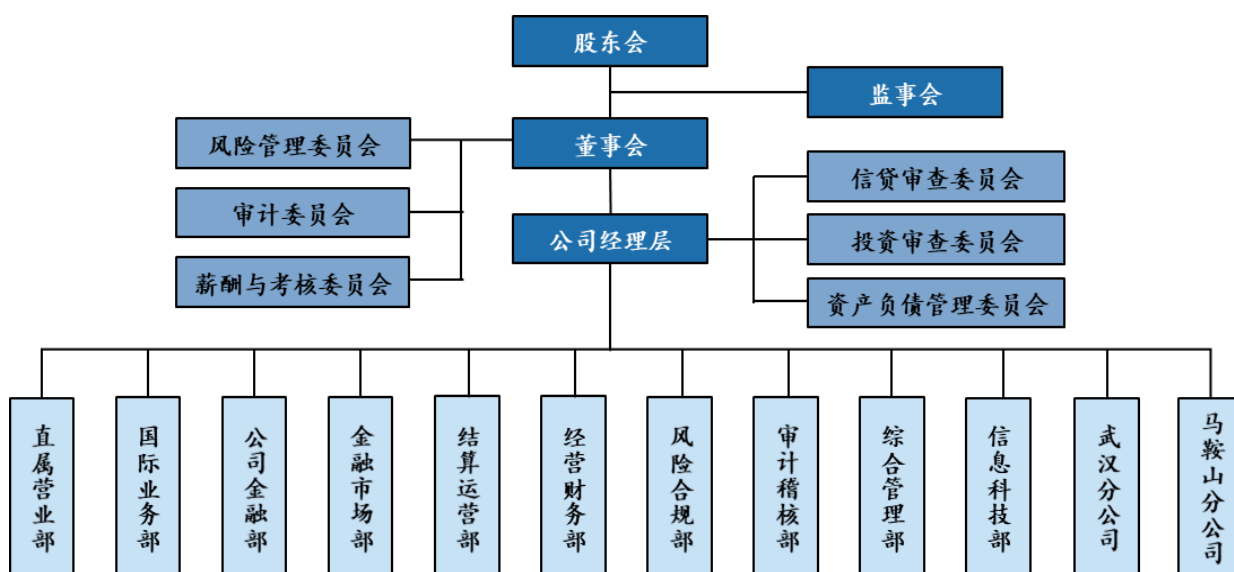 股东会
监事会
董事会
风险管理委员会
审计委员会
薪酬与考核委员会
公司经理层
信贷审查委员会
投资审查委员会
资产负债管理委员会
直属营业部
国际业务部
公司金融部
金融市场部
结算运营部
经营财务部
风险合规部
审计稽核部
综合管理部
信息科技部
武汉分公司
马鞍山分公司